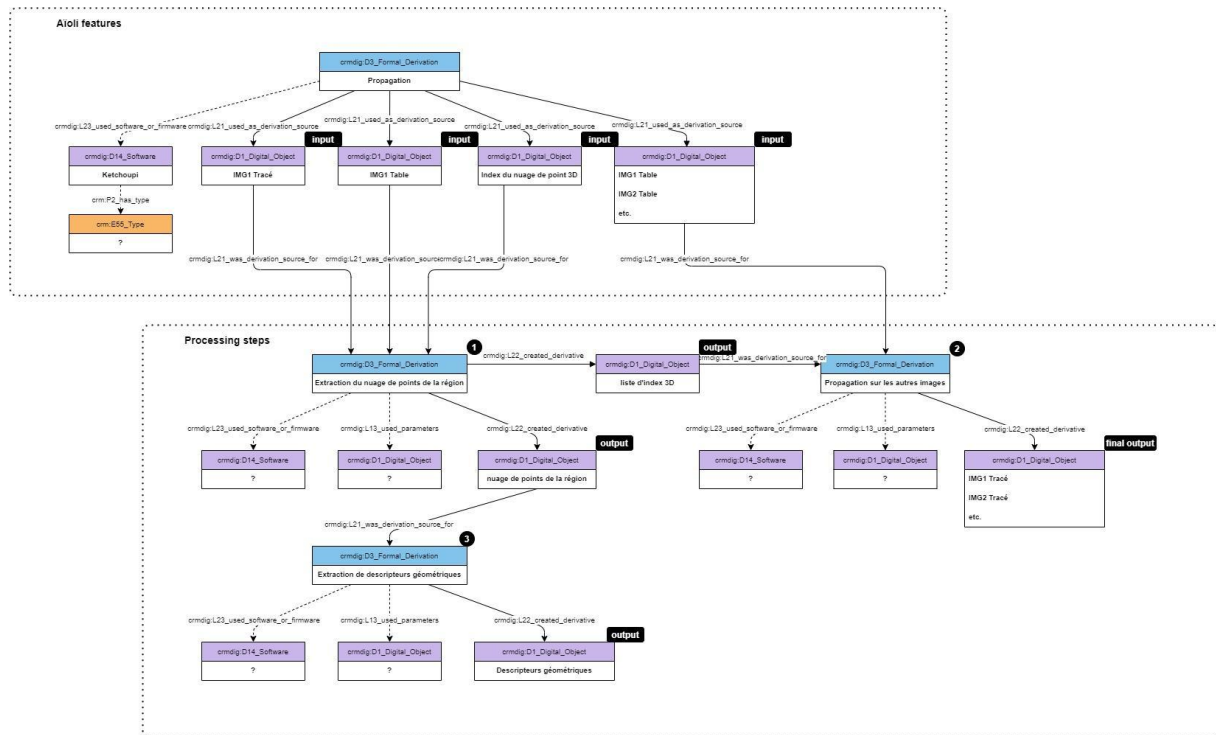 Aïoli features
crmdig:D3_Formal_Derivation
Propagation
crmdig:L23_used_software_or_firmware
crmdig:L21_used_as_derivation_source
crmdig:L21_used_as_derivation_source
crmdig:L21_used_as_derivation_source
crmdig:L21_used_as_derivation_source
input
input
input
input
crmdig:D14_Software
Ketchoupi
crmdig:D1_Digital_Object
IMG1 Tracé
crmdig:D1_Digital_Object
IMG1 Table
crmdig:D1_Digital_Object
Index du nuage de point 3D
crmdig:D1_Digital_Object
IMG1 Table
IMG2 Table
etc.
crm:P2_has_type
crm:E55_Type
?
crmdig:L21_was_derivation_source_for
crmdig:L21_was_derivation_source
crmdig:L21_was_derivation_source_for
crmdig:L21_was_derivation_source_for
Processing steps
1
crmdig:D3_Formal_Derivation
Extraction du nuage de points de la région
crmdig:L22_created_derivative
output
crmdig:D1_Digital_Object
liste d'index 3D
crmdig:L21_was_derivation_source_for
2
crmdig:D3_Formal_Derivation
Propagation sur les autres images
crmdig:L23_used_software_or_firmware
crmdig:L13_used_parameters
crmdig:L22_created_derivative
output
crmdig:D14_Software
?
crmdig:D1_Digital_Object
?
crmdig:D1_Digital_Object
nuage de points de la région
crmdig:L23_used_software_or_firmware
crmdig:L13_used_parameters
crmdig:L22_created_derivative
final output
crmdig:D14_Software
?
crmdig:D1_Digital_Object
?
crmdig:D1_Digital_Object
IMG1 Tracé
IMG2 Tracé
etc.
crmdig:L21_was_derivation_source_for
3
crmdig:D3_Formal_Derivation
Extraction de descripteurs géométriques
crmdig:L23_used_software_or_firmware
crmdig:L13_used_parameters
crmdig:L22_created_derivative
output
crmdig:D14_Software
?
crmdig:D1_Digital_Object
?
crmdig:D1_Digital_Object
Descripteurs géométriques